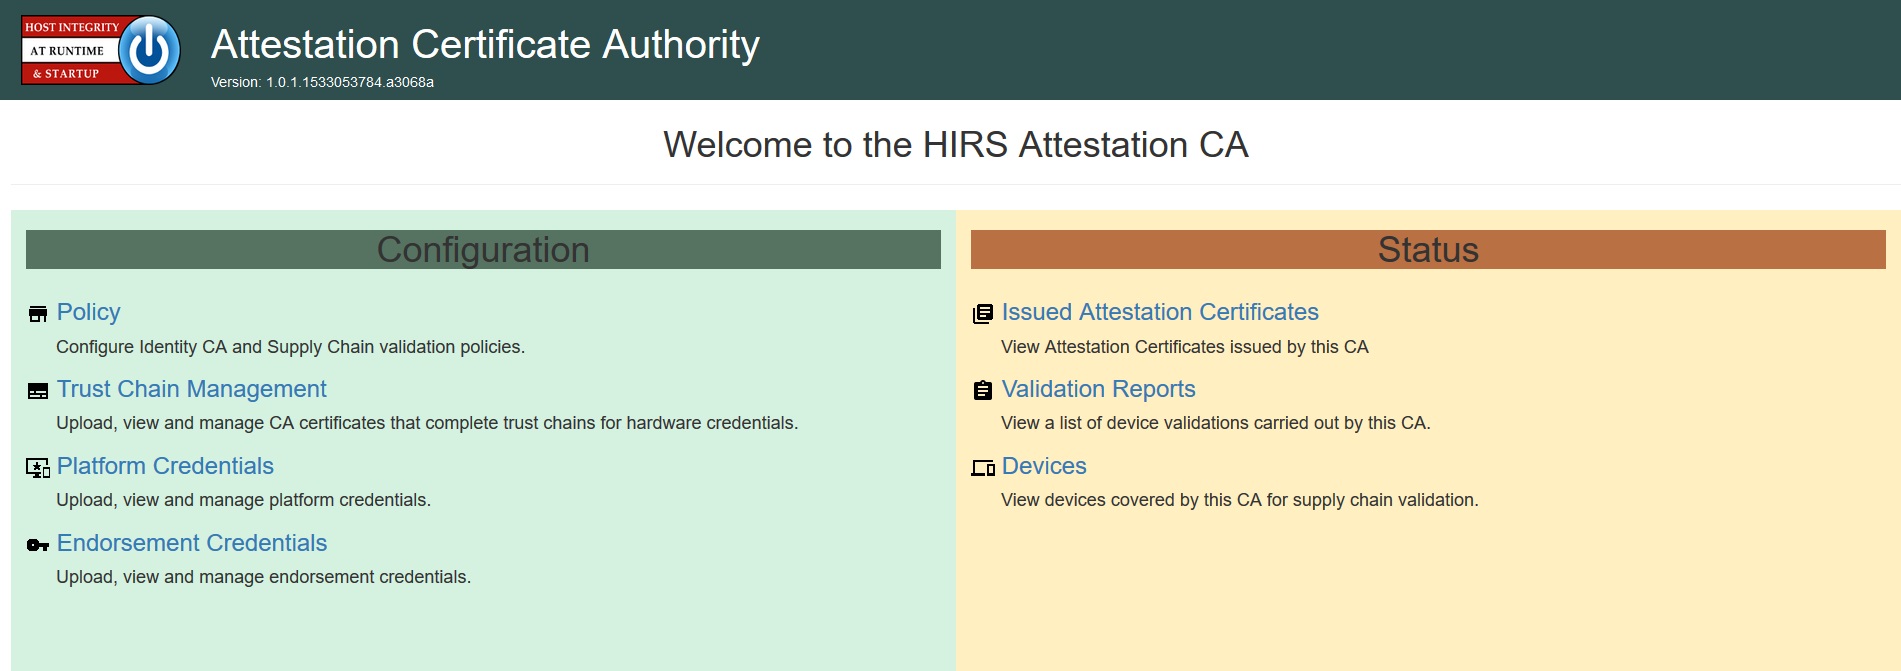 HOST INTEGRITY
AT RUNTIME
& STARTUP
Attestation Certificate Authority
Version: 1.0.1.1533053784.a3068a
Welcome to the HIRS Attestation CA
Configuration
Policy
Configure Identity CA and Supply Chain validation policies.
Trust Chain Management
Upload, view and manage CA certificates that complete trust chains for hardware credentials.
Platform Credentials
Upload, view and manage platform credentials.
Endorsement Credentials
Upload, view and manage endorsement credentials.
Status
Issued Attestation Certificates
View Attestation Certificates issued by this CA
Validation Reports
View a list of device validations carried out by this CA.
Devices
View devices covered by this CA for supply chain validation.